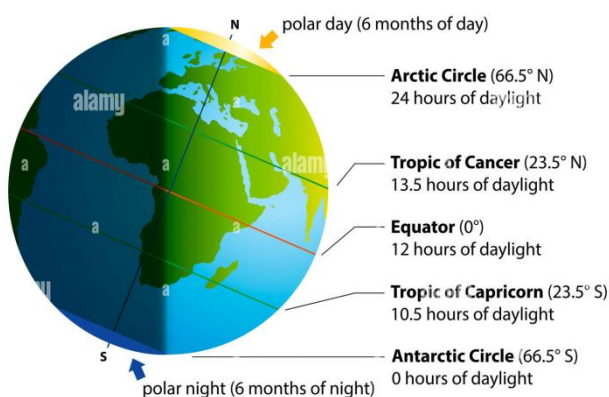 N
polar day (6 months of day)
Arctic Circle (66.5° N)
24 hours of daylight
Tropic of Cancer (23.5° N)
13.5 hours of daylight
Equator (0°)
12 hours of daylight
Tropic of Capricorn (23.5° S)
10.5 hours of daylight
Antarctic Circle (66.5° S)
0 hours of daylight
S
polar night (6 months of night)
a
alamy
a
alamy
a
a
a
a
alamy
a